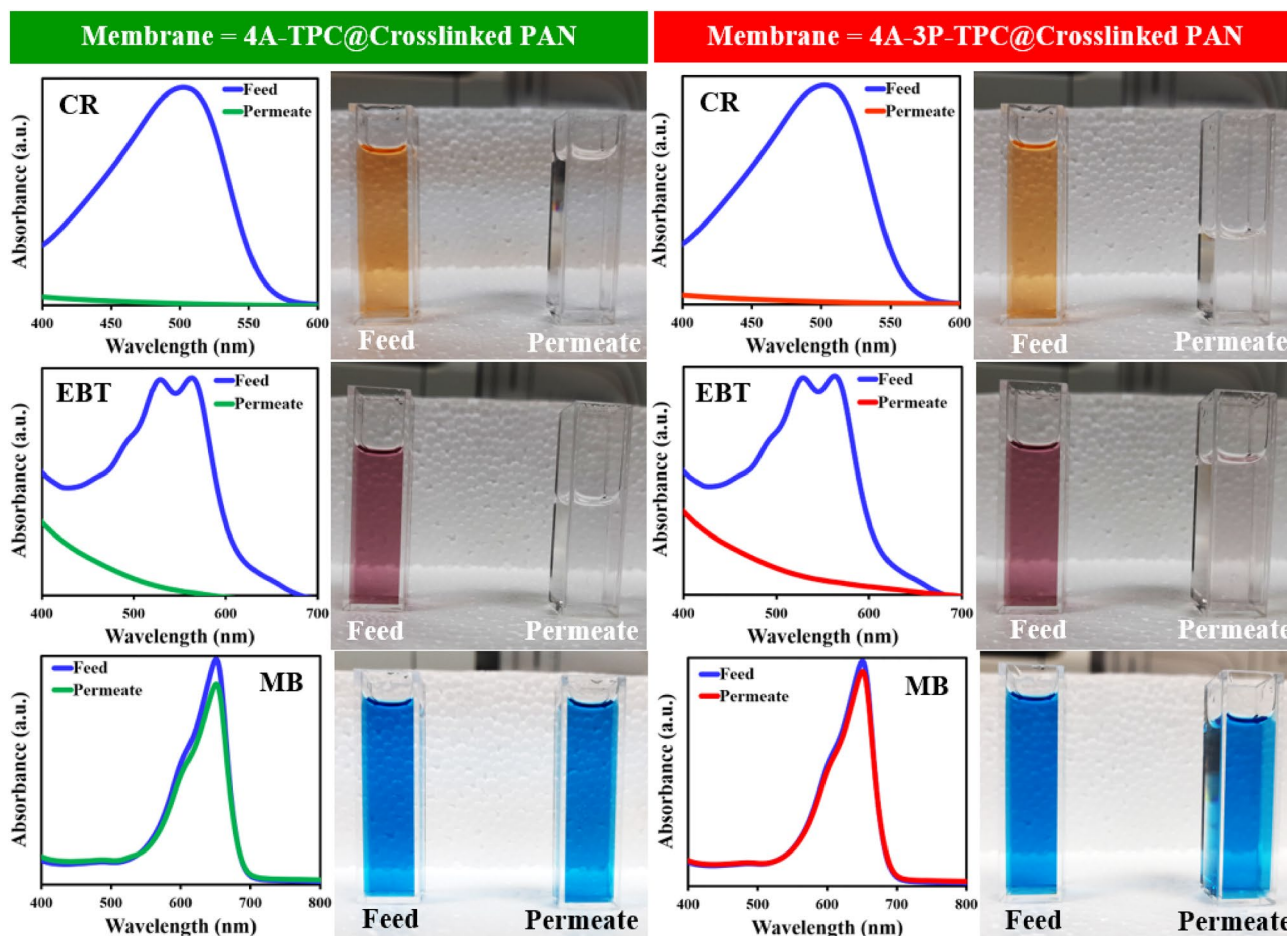 Membrane = 4A-TPC@Crosslinked PAN
Membrane = 4A-3P-TPC@Crosslinked PAN
CR
Feed
Permeate
Absorbance (a.u.)
400
450
500
550
600
Wavelength (nm)
Feed
Permeate
CR
Feed
Permeate
Absorbance (a.u.)
400
450
500
550
600
Wavelength (nm)
Feed
Permeate
EBT
Feed
Permeate
Absorbance (a.u.)
400
500
600
700
Wavelength (nm)
Feed
Permeate
EBT
Feed
Permeate
Absorbance (a.u.)
400
500
600
700
Wavelength (nm)
Feed
Permeate
MB
Feed
Permeate
Absorbance (a.u.)
400
500
600
700
800
Wavelength (nm)
Feed
Permeate
MB
Feed
Permeate
Absorbance (a.u.)
400
500
600
700
800
Wavelength (nm)
Feed
Permeate